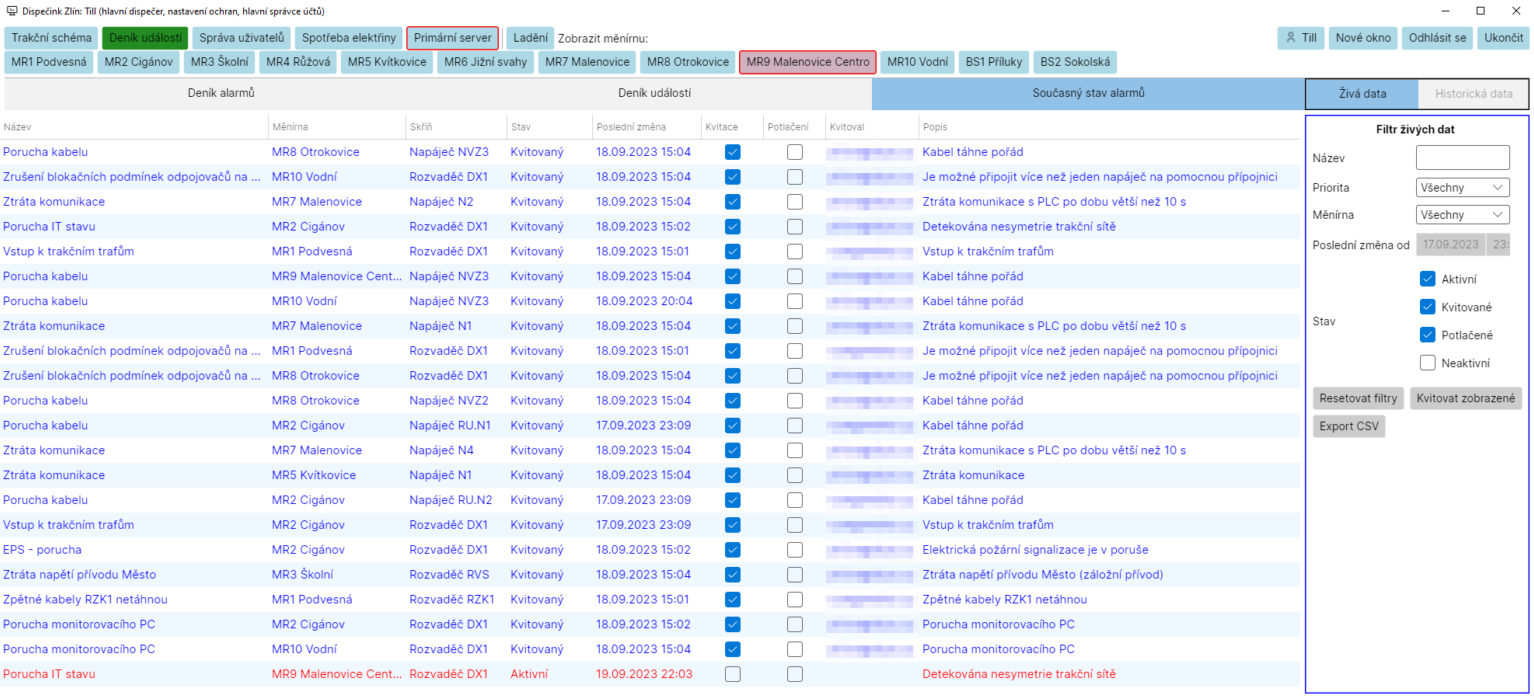 Dispečink Zlín: Till (hlavní dispečer, nastavení ochran, hlavní správce účtů)
Trakční schéma Deník událostí Správa uživatelů Spotřeba elektřiny Primární server Ladění Zobrazit měnírnu: Till Nové okno Odhlásit se Ukončit
MR1 Podvesná MR2 Cigánov MR3 Školní MR4 Růžová MR5 Kvítkovice MR6 Jižní svahy MR7 Malenovice MR8 Otrokovice MR9 Malenovice Centro MR10 Vodní BS1 Příluky BS2 Sokolská
Deník alarmů Deník událostí Současný stav alarmů Živá data Historická data
Název Měnírna Skříň Stav Poslední změna Kvitace Potlačení Kvitoval Popis
Porucha kabelu MR8 Otrokovice Napáječ NVZ3 Kvitovaný 18.09.2023 15:04 Kabel táhne pořád
Zrušení blokačních podmínek odpojovačů na ... MR10 Vodní Rozvaděč DX1 Kvitovaný 18.09.2023 15:04 Je možné připojit více než jeden napáječ na pomocnou přípojnici
Ztráta komunikace MR7 Malenovice Napáječ N2 Kvitovaný 18.09.2023 15:04 Ztráta komunikace s PLC po dobu větší než 10 s
Porucha IT stavu MR2 Cigánov Rozvaděč DX1 Kvitovaný 18.09.2023 15:02 Detekována nesymetrie trakční sítě
Vstup k trakčním trafům MR1 Podvesná Rozvaděč DX1 Kvitovaný 18.09.2023 15:01 Vstup k trakčním trafům
Porucha kabelu MR9 Malenovice Cent... Napáječ NVZ3 Kvitovaný 18.09.2023 15:04 Kabel táhne pořád
Porucha kabelu MR10 Vodní Napáječ NVZ3 Kvitovaný 18.09.2023 20:04 Kabel táhne pořád
Ztráta komunikace MR7 Malenovice Napáječ N1 Kvitovaný 18.09.2023 15:04 Ztráta komunikace s PLC po dobu větší než 10 s
Zrušení blokačních podmínek odpojovačů na ... MR1 Podvesná Rozvaděč DX1 Kvitovaný 18.09.2023 15:01 Je možné připojit více než jeden napáječ na pomocnou přípojnici
Zrušení blokačních podmínek odpojovačů na ... MR8 Otrokovice Rozvaděč DX1 Kvitovaný 18.09.2023 15:04 Je možné připojit více než jeden napáječ na pomocnou přípojnici
Porucha kabelu MR8 Otrokovice Napáječ NVZ2 Kvitovaný 18.09.2023 15:04 Kabel táhne pořád
Porucha kabelu MR2 Cigánov Napáječ RU.N1 Kvitovaný 17.09.2023 23:09 Kabel táhne pořád
Ztráta komunikace MR7 Malenovice Napáječ N4 Kvitovaný 18.09.2023 15:04 Ztráta komunikace s PLC po dobu větší než 10 s
Ztráta komunikace MR5 Kvítkovice Napáječ N1 Kvitovaný 18.09.2023 15:04 Ztráta komunikace
Porucha kabelu MR2 Cigánov Napáječ RU.N2 Kvitovaný 17.09.2023 23:09 Kabel táhne pořád
Vstup k trakčním trafům MR2 Cigánov Rozvaděč DX1 Kvitovaný 17.09.2023 23:09 Vstup k trakčním trafům
EPS - porucha MR2 Cigánov Rozvaděč DX1 Kvitovaný 18.09.2023 15:02 Elektrická požární signalizace je v poruše
Ztráta napětí přívodu Město MR3 Školní Rozvaděč RVS Kvitovaný 18.09.2023 15:04 Ztráta napětí přívodu Město (záložní přívod)
Zpětné kabely RZK1 netáhnou MR1 Podvesná Rozvaděč RZK1 Kvitovaný 18.09.2023 15:01 Zpětné kabely RZK1 netáhnou
Porucha monitorovacího PC MR2 Cigánov Rozvaděč DX1 Kvitovaný 18.09.2023 15:02 Porucha monitorovacího PC
Porucha monitorovacího PC MR10 Vodní Rozvaděč DX1 Kvitovaný 18.09.2023 15:04 Porucha monitorovacího PC
Porucha IT stavu MR9 Malenovice Cent... Rozvaděč DX1 Aktivní 19.09.2023 22:03 Detekována nesymetrie trakční sítě
Filtr živých dat
Název
Priorita Všechny
Měnírna Všechny
Poslední změna od 17.09.2023 23:
Stav
Aktivní
Kvitované
Potlačené
Neaktivní
Resetovat filtry Kvitovat zobrazené
Export CSV